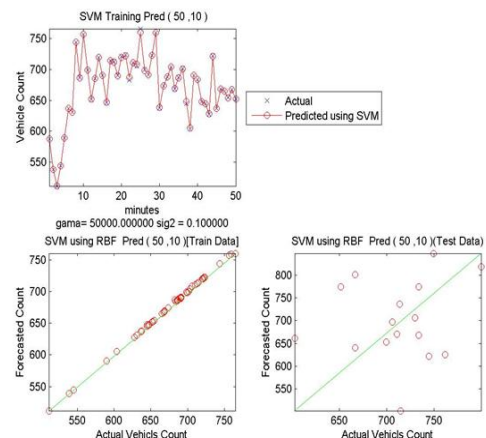 SVM Training Pred ( 50 ,10 )
Vehicle Count
750
700
650
600
550
10 20 30 40 50
minutes
gama= 50000.000000 sig2 = 0.100000
Actual
Predicted using SVM
SVM using RBF Pred ( 50 ,10 )[Train Data]
Forecasted Count
750
700
650
600
550
550 600 650 700 750
Actual Vehicls Count
SVM using RBF Pred ( 50 ,10 )(Test Data)
Forecasted Count
800
750
700
650
600
550
650 700 750
Actual Vehicls Count